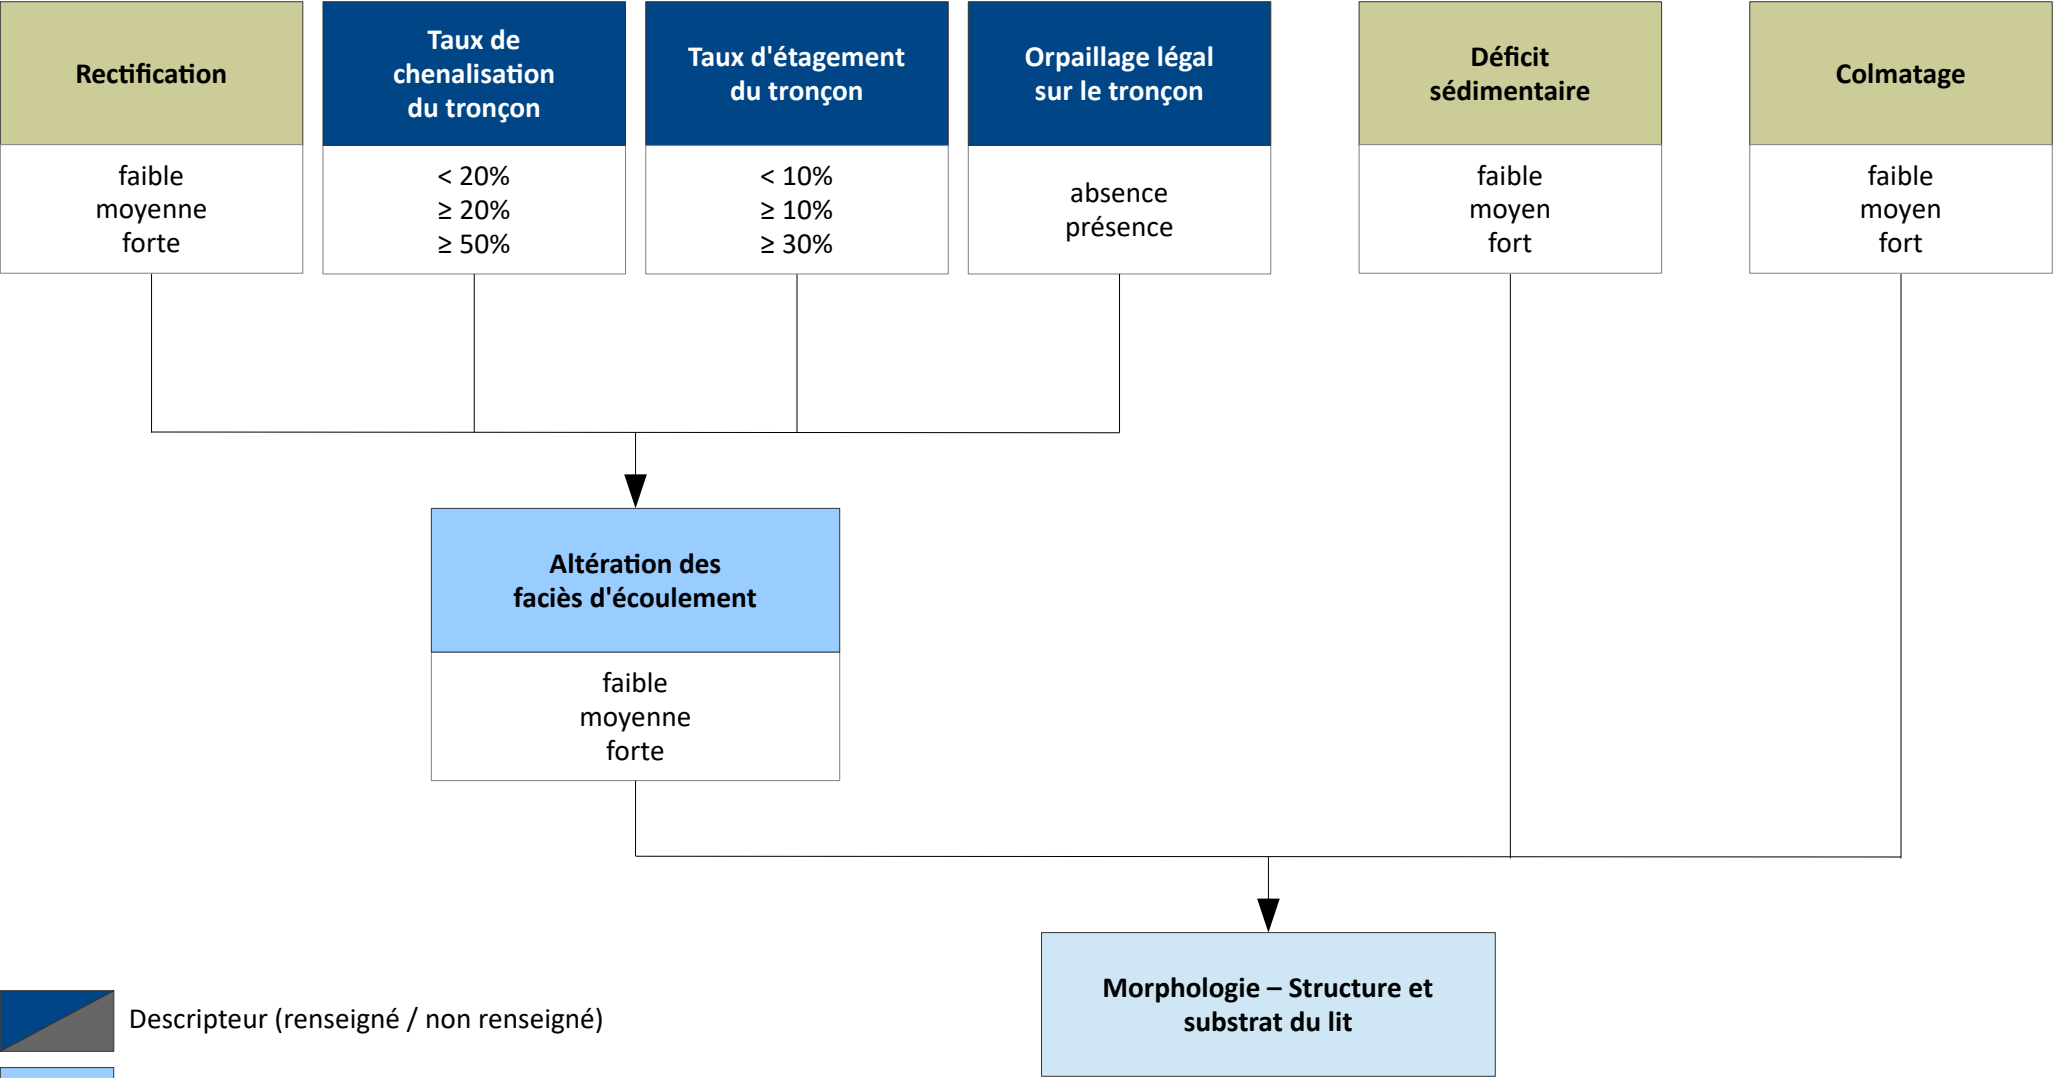 Rectification
faible
moyenne
forte
Taux de
chenalisation
du tronçon
< 20%
≥ 20%
≥ 50%
Taux d'étagement
du tronçon
< 10%
≥ 10%
≥ 30%
Orpaillage légal
sur le tronçon
absence
présence
Déficit
sédimentaire
faible
moyen
fort
Colmatage
faible
moyen
fort
Altération des
faciès d'écoulement
faible
moyenne
forte
Morphologie – Structure et
substrat du lit
Descripteur (renseigné / non renseigné)